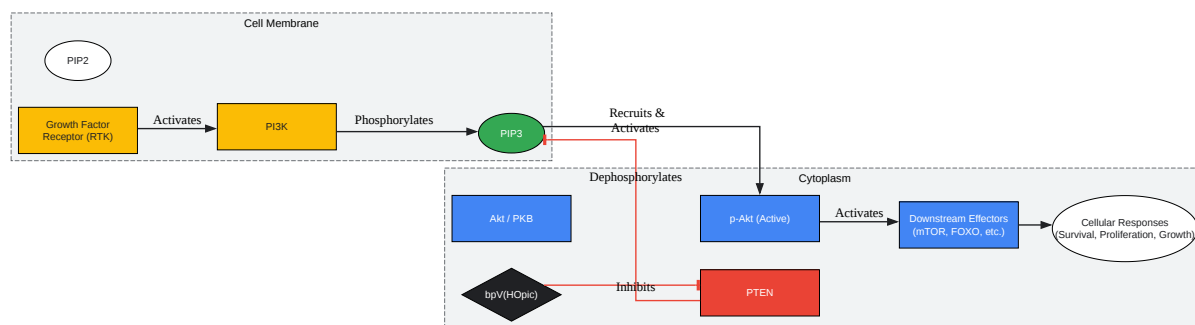 Cell Membrane
PIP2
Growth Factor
Receptor (RTK)
Activates
PI3K
Phosphorylates
PIP3
Recruits &
Activates
Dephosphorylates
Cytoplasm
Akt / PKB
p-Akt (Active)
Activates
Downstream Effectors
(mTOR, FOXO, etc.)
Cellular Responses
(Survival, Proliferation, Growth)
bpV(HOpic)
Inhibits
PTEN